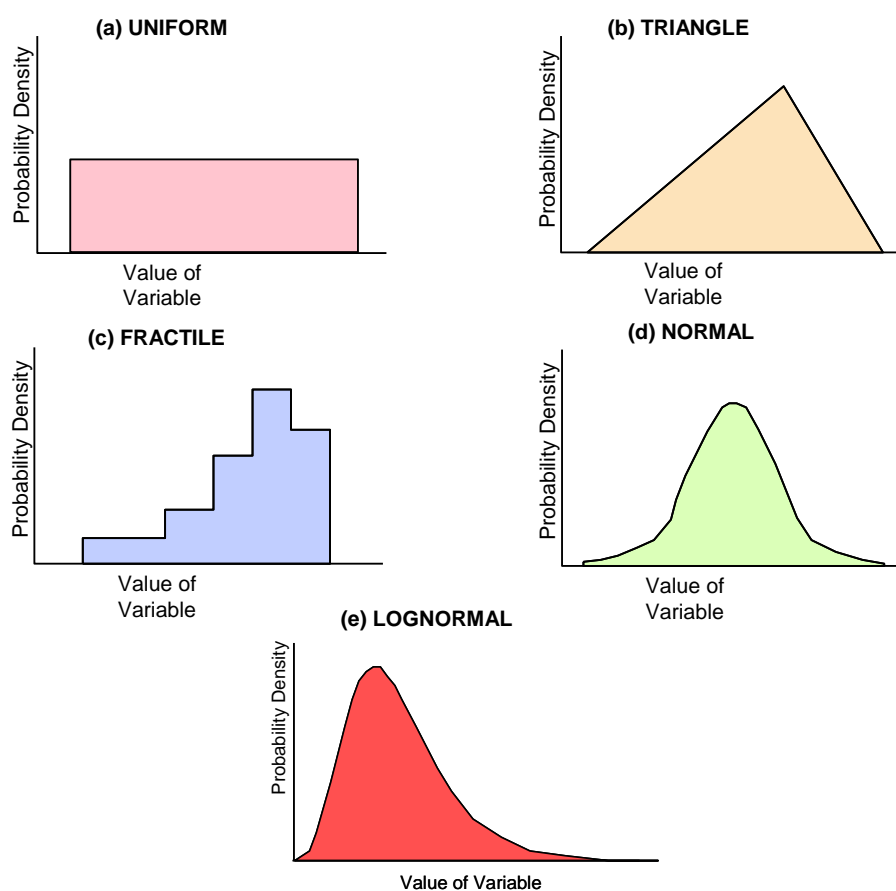 (a) UNIFORM
Probability Density
Value of
Variable
(b) TRIANGLE
Probability Density
Value of
Variable
(c) FRACTILE
Probability Density
Value of
Variable
(d) NORMAL
Probability Density
Value of
Variable
(e) LOGNORMAL
Probability Density
Value of Variable